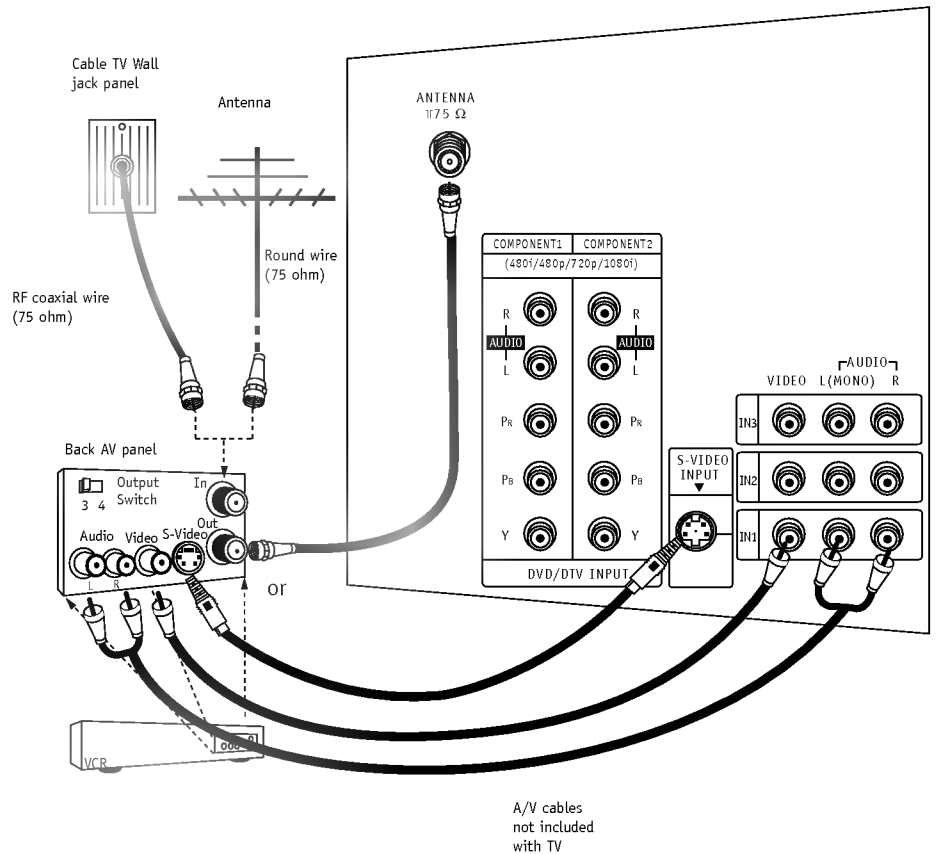 Cable TV Wall
jack panel
Antenna
ANTENNA
π75 Ω
Round wire
(75 ohm)
RF coaxial wire
(75 ohm)
COMPONENT1 COMPONENT2
(480i/480p/720p/1080i)
R R
AUDIO AUDIO
L L
PR PR
PB PB
Y Y
DVD/DTV INPUT
S-VIDEO
INPUT
AUDIO
VIDEO L(MONO) R
IN3
IN2
IN1
Back AV panel
Output
Switch
3 4
In
Out
Audio Video S-Video
L R
or
VCR
A/V cables
not included
with TV